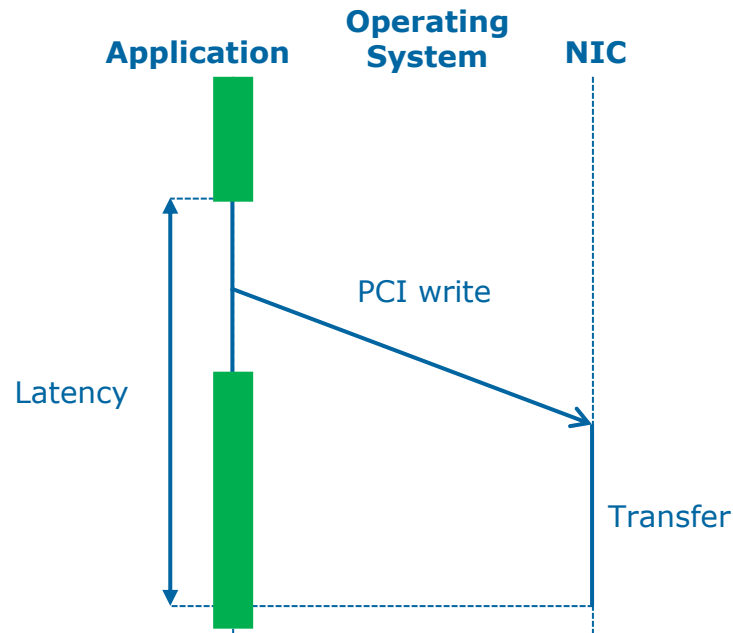 Application
Operating
System
NIC
PCI write
Latency
Transfer